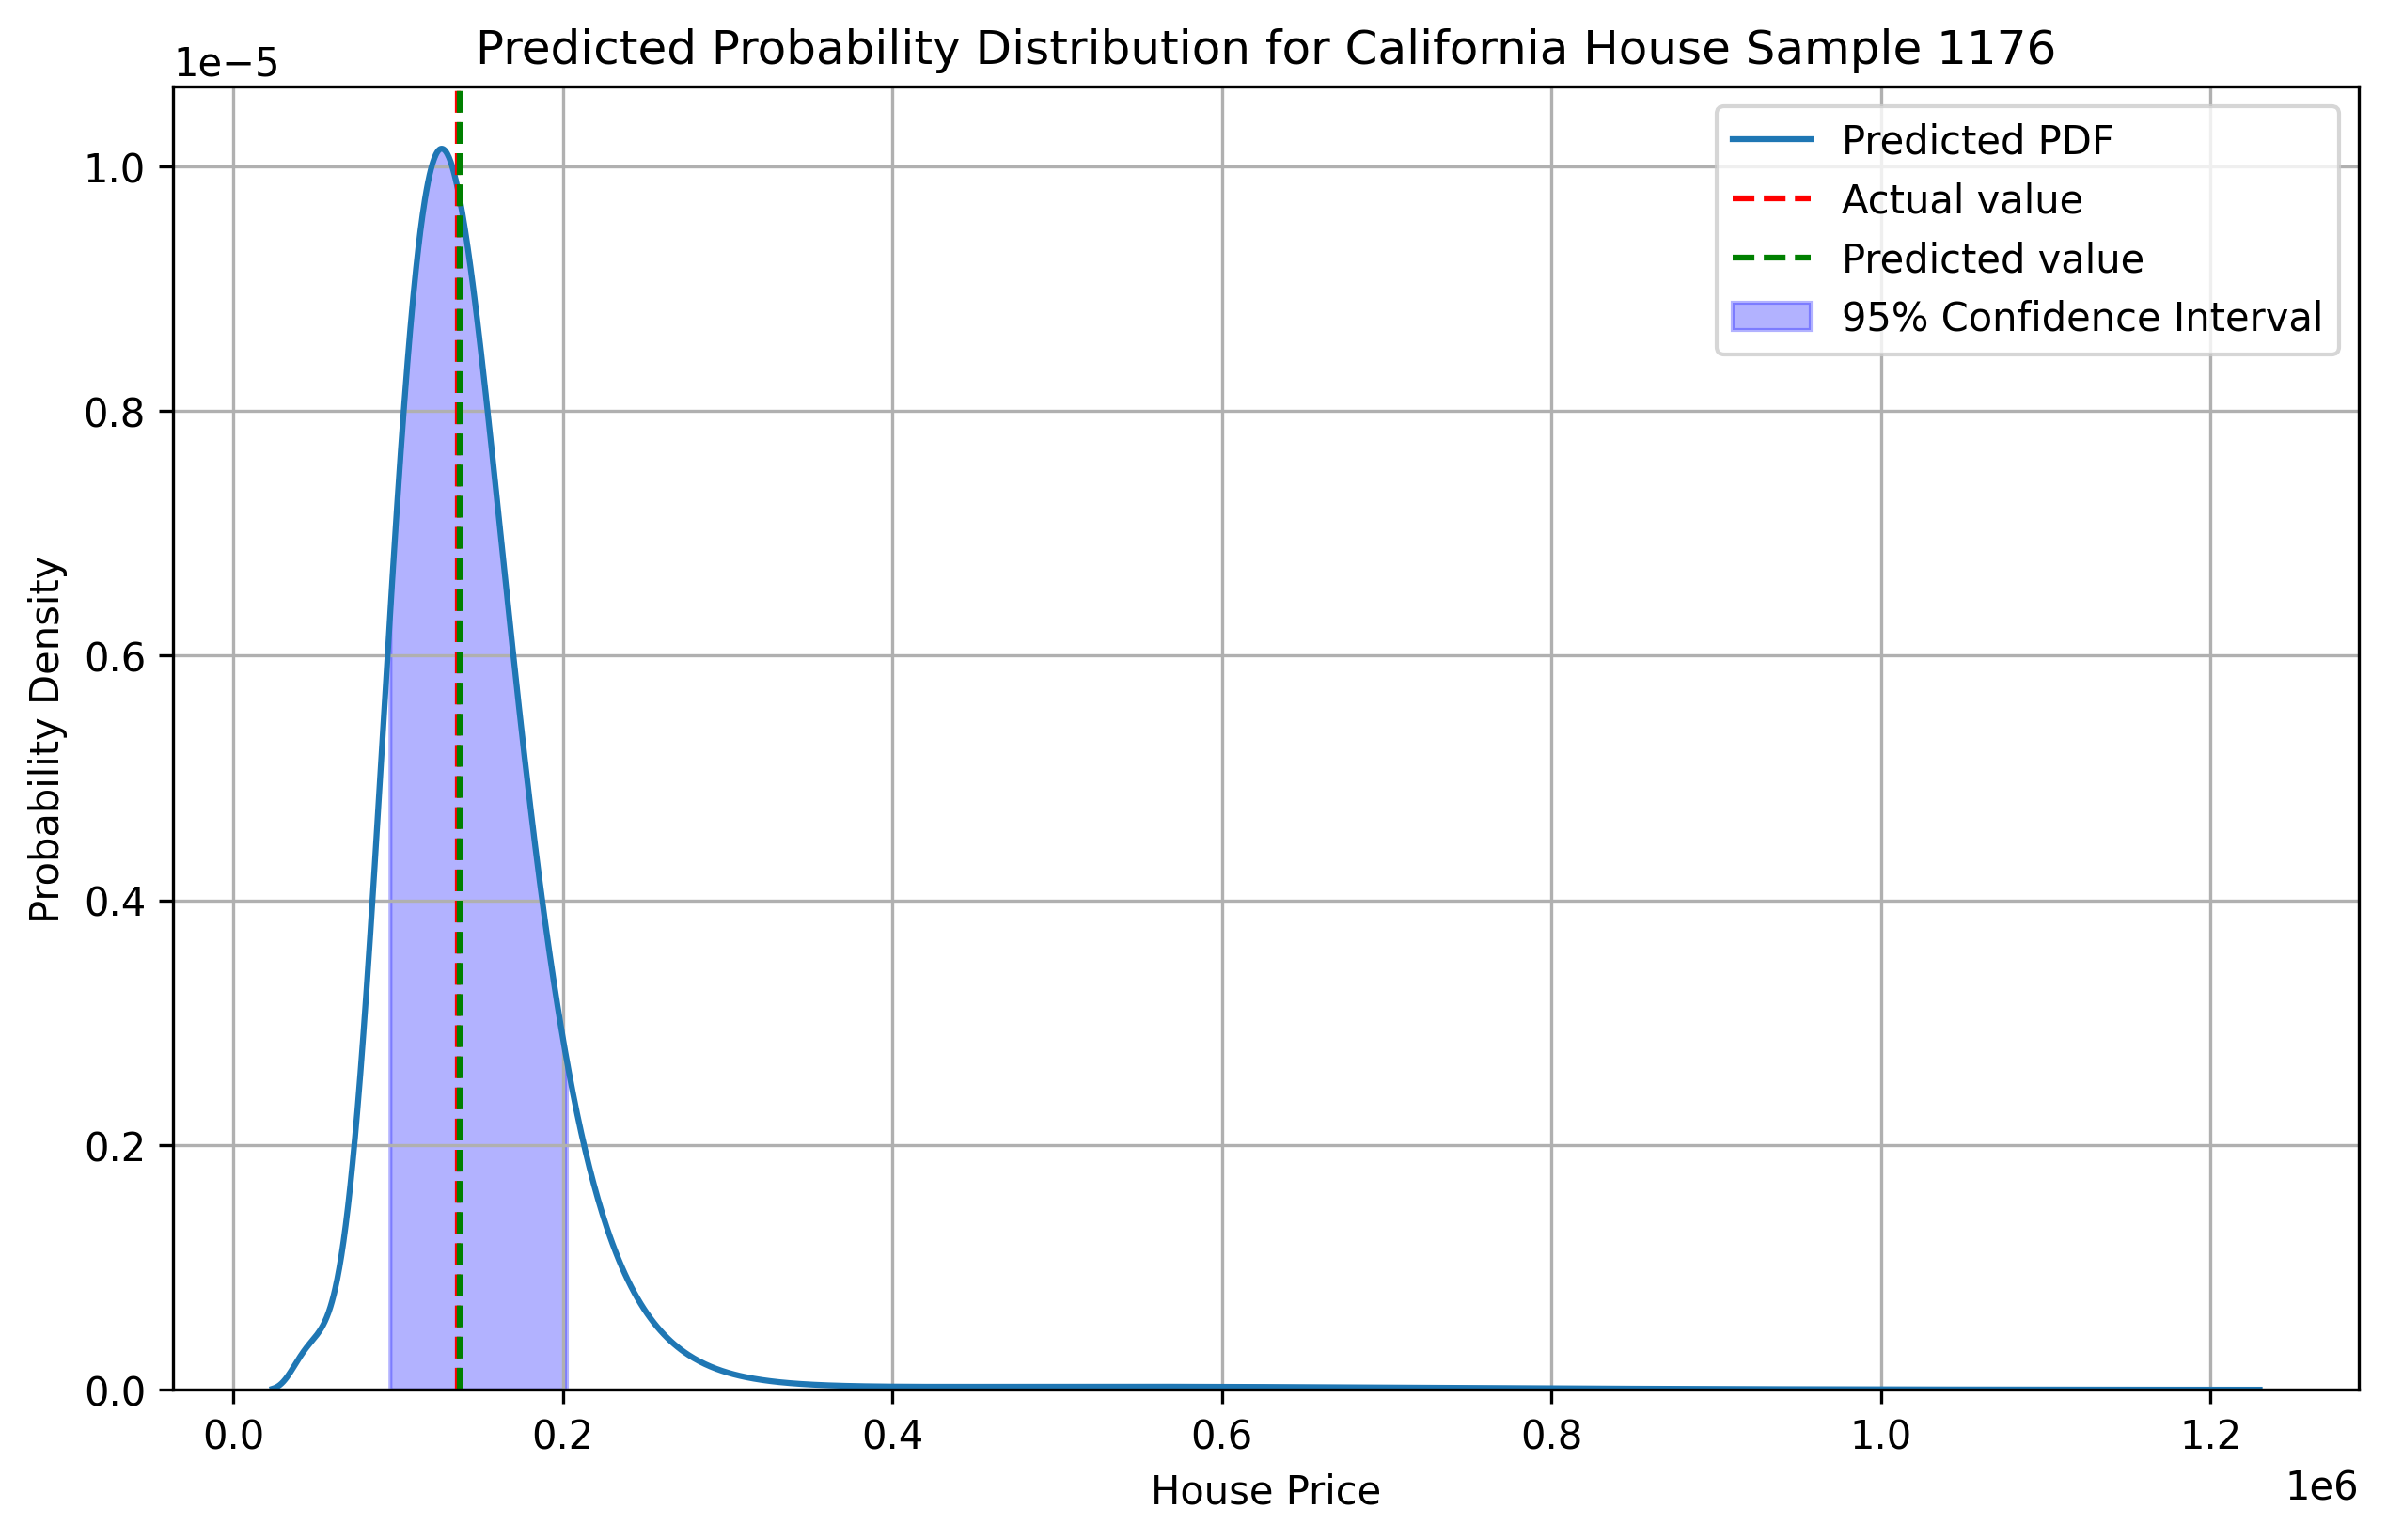 Predicted Probability Distribution for California House Sample 1176
1e−5
Predicted PDF
Actual value
Predicted value
95% Confidence Interval
1.0
0.8
0.6
0.4
0.2
0.0
Probability Density
0.0 0.2 0.4 0.6 0.8 1.0 1.2
1e6
House Price